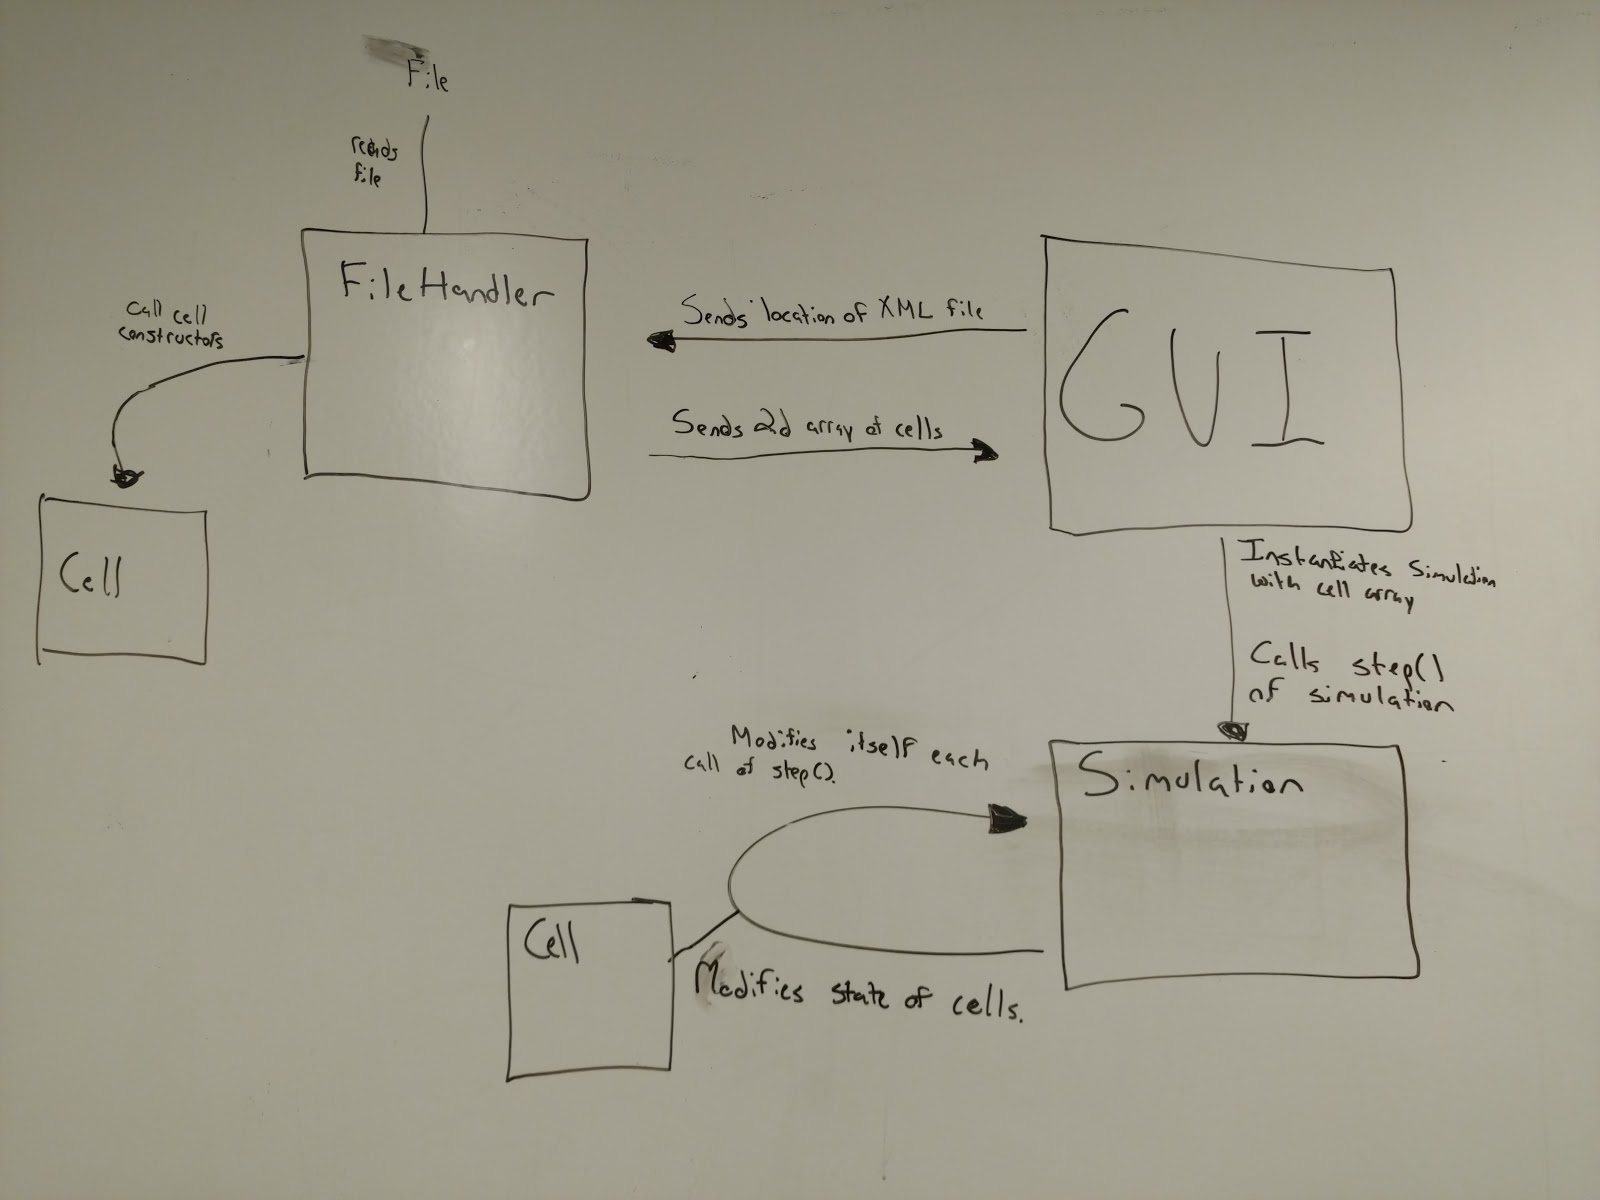 File
reads
file
FileHandler
call cell
constructors
Sends location of XML file
Sends 2d array of cells
GUI
Cell
Instantiates simulation
with cell array
Calls step()
of simulation
Modifies itself each
call of step().
Simulation
Cell
Modifies state of cells.